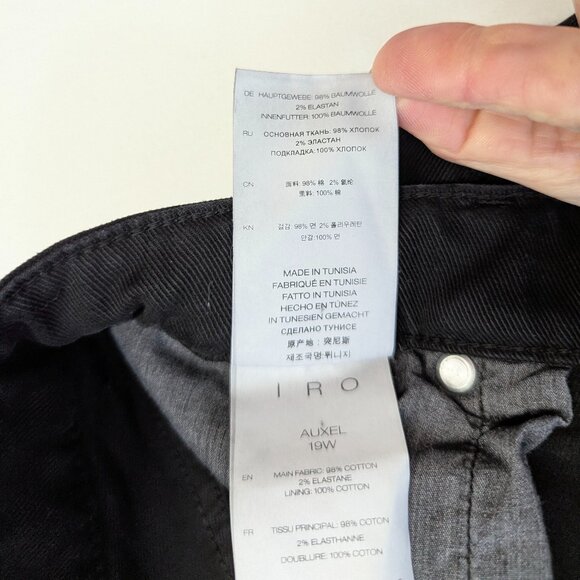 DE HAUPTGEWEBE: 98% BAUMWOLLE
2% ELASTAN
INNENFUTTER: 100% BAUMWOLLE
RU ОСНОВНАЯ ТКАНЬ: 98% ХЛОПОК
2% ЭЛАСТАН
ПОДКЛАДКА:100% ХЛОПОК
CN 面料: 98% 棉 2% 氨纶
里料: 100% 棉
KN 겉감: 98% 면 2% 폴리우레탄
안감:100% 면
MADE IN TUNISIA
FABRIQUÉ EN TUNISIE
FATTO IN TUNISIA
HECHO EN TÚNEZ
IN TUNESIEN GEMACHT
СДЕЛАНО ТУНИСЕ
原产地: 突尼斯
제조국명:튀니지
IRO
AUXEL
19W
EN MAIN FABRIC: 98% COTTON
2% ELASTANE
LINING: 100% COTTON
FR TISSU PRINCIPAL: 98% COTON
2% ELASTHANNE
DOUBLURE: 100% COTON